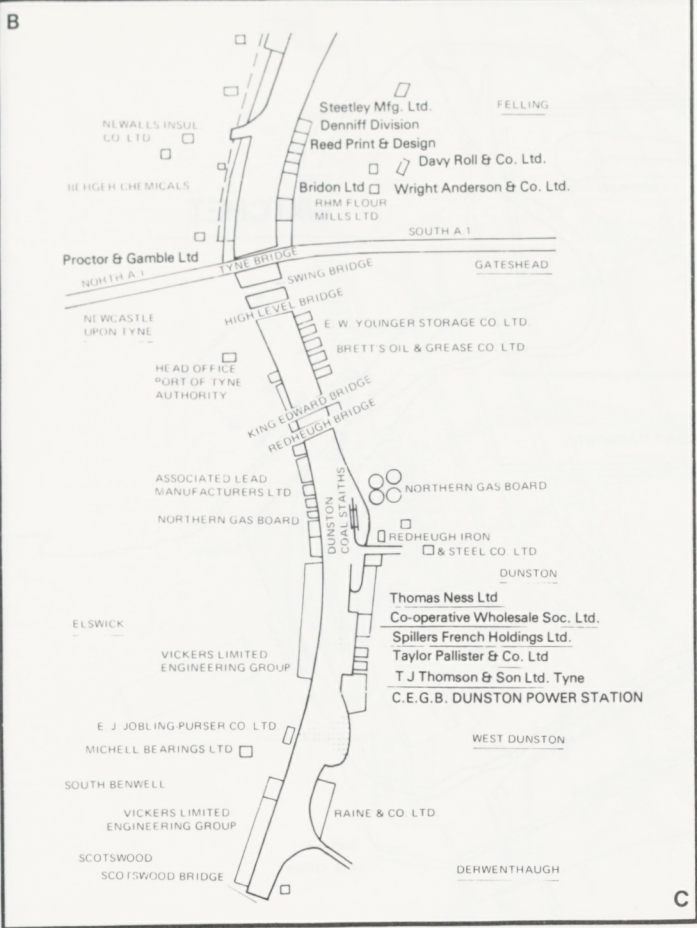 B
Steetley Mfg. Ltd.
FELLING
NEWALLS INSUL
CO LTD
Denniff Division
Reed Print & Design
Davy Roll & Co. Ltd.
BERGER CHEMICALS
Bridon Ltd
Wright Anderson & Co. Ltd.
RHM FLOUR
MILLS LTD
SOUTH A 1
Proctor & Gamble Ltd
TYNE BRIDGE
NORTH A 1
SWING BRIDGE
GATESHEAD
HIGH LEVEL BRIDGE
NEWCASTLE
UPON TYNE
E. W. YOUNGER STORAGE CO. LTD.
BRETT'S OIL & GREASE CO. LTD.
HEAD OFFICE
PORT OF TYNE
AUTHORITY
KING EDWARD BRIDGE
REDHEUGH BRIDGE
ASSOCIATED LEAD
MANUFACTURERS LTD
NORTHERN GAS BOARD
NORTHERN GAS BOARD
DUNSTON
COAL STAITHS
REDHEUGH IRON
& STEEL CO. LTD
DUNSTON
Thomas Ness Ltd
Co-operative Wholesale Soc. Ltd.
ELSWICK
Spillers French Holdings Ltd.
VICKERS LIMITED
ENGINEERING GROUP
Taylor Pallister & Co. Ltd
T J Thomson & Son Ltd. Tyne
C.E.G.B. DUNSTON POWER STATION
E. J. JOBLING-PURSER CO. LTD
WEST DUNSTON
MICHELL BEARINGS LTD
SOUTH BENWELL
VICKERS LIMITED
ENGINEERING GROUP
RAINE & CO. LTD
SCOTSWOOD
SCOTSWOOD BRIDGE
DERWENTHAUGH
C